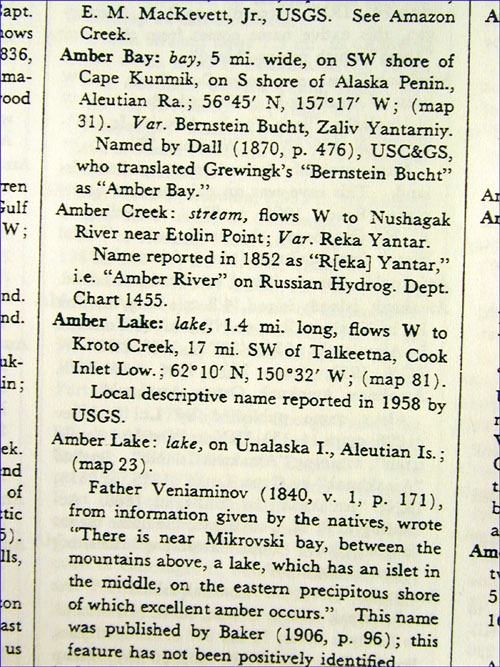 E. M. MacKevett, Jr., USGS. See Amazon
Creek.
Amber Bay: bay, 5 mi. wide, on SW shore of
Cape Kunmik, on S shore of Alaska Penin.,
Aleutian Ra.; 56°45′ N, 157°17′ W; (map
31). Var. Bernstein Bucht, Zaliv Yantarniy.
Named by Dall (1870, p. 476), USC&GS,
who translated Grewingk's “Bernstein Bucht”
as “Amber Bay.”
Amber Creek: stream, flows W to Nushagak
River near Etolin Point; Var. Reka Yantar.
Name reported in 1852 as “R[eka] Yantar,”
i.e. “Amber River” on Russian Hydrog. Dept.
Chart 1455.
Amber Lake: lake, 1.4 mi. long, flows W to
Kroto Creek, 17 mi. SW of Talkeetna, Cook
Inlet Low.; 62°10′ N, 150°32′ W; (map 81).
Local descriptive name reported in 1958 by
USGS.
Amber Lake: lake, on Unalaska I., Aleutian Is.;
(map 23).
Father Veniaminov (1840, v. 1, p. 171),
from information given by the natives, wrote
“There is near Mikrovski bay, between the
mountains above, a lake, which has an islet in
the middle, on the eastern precipitous shore
of which excellent amber occurs.” This name
was published by Baker (1906, p. 96); this
feature has not been positively identified